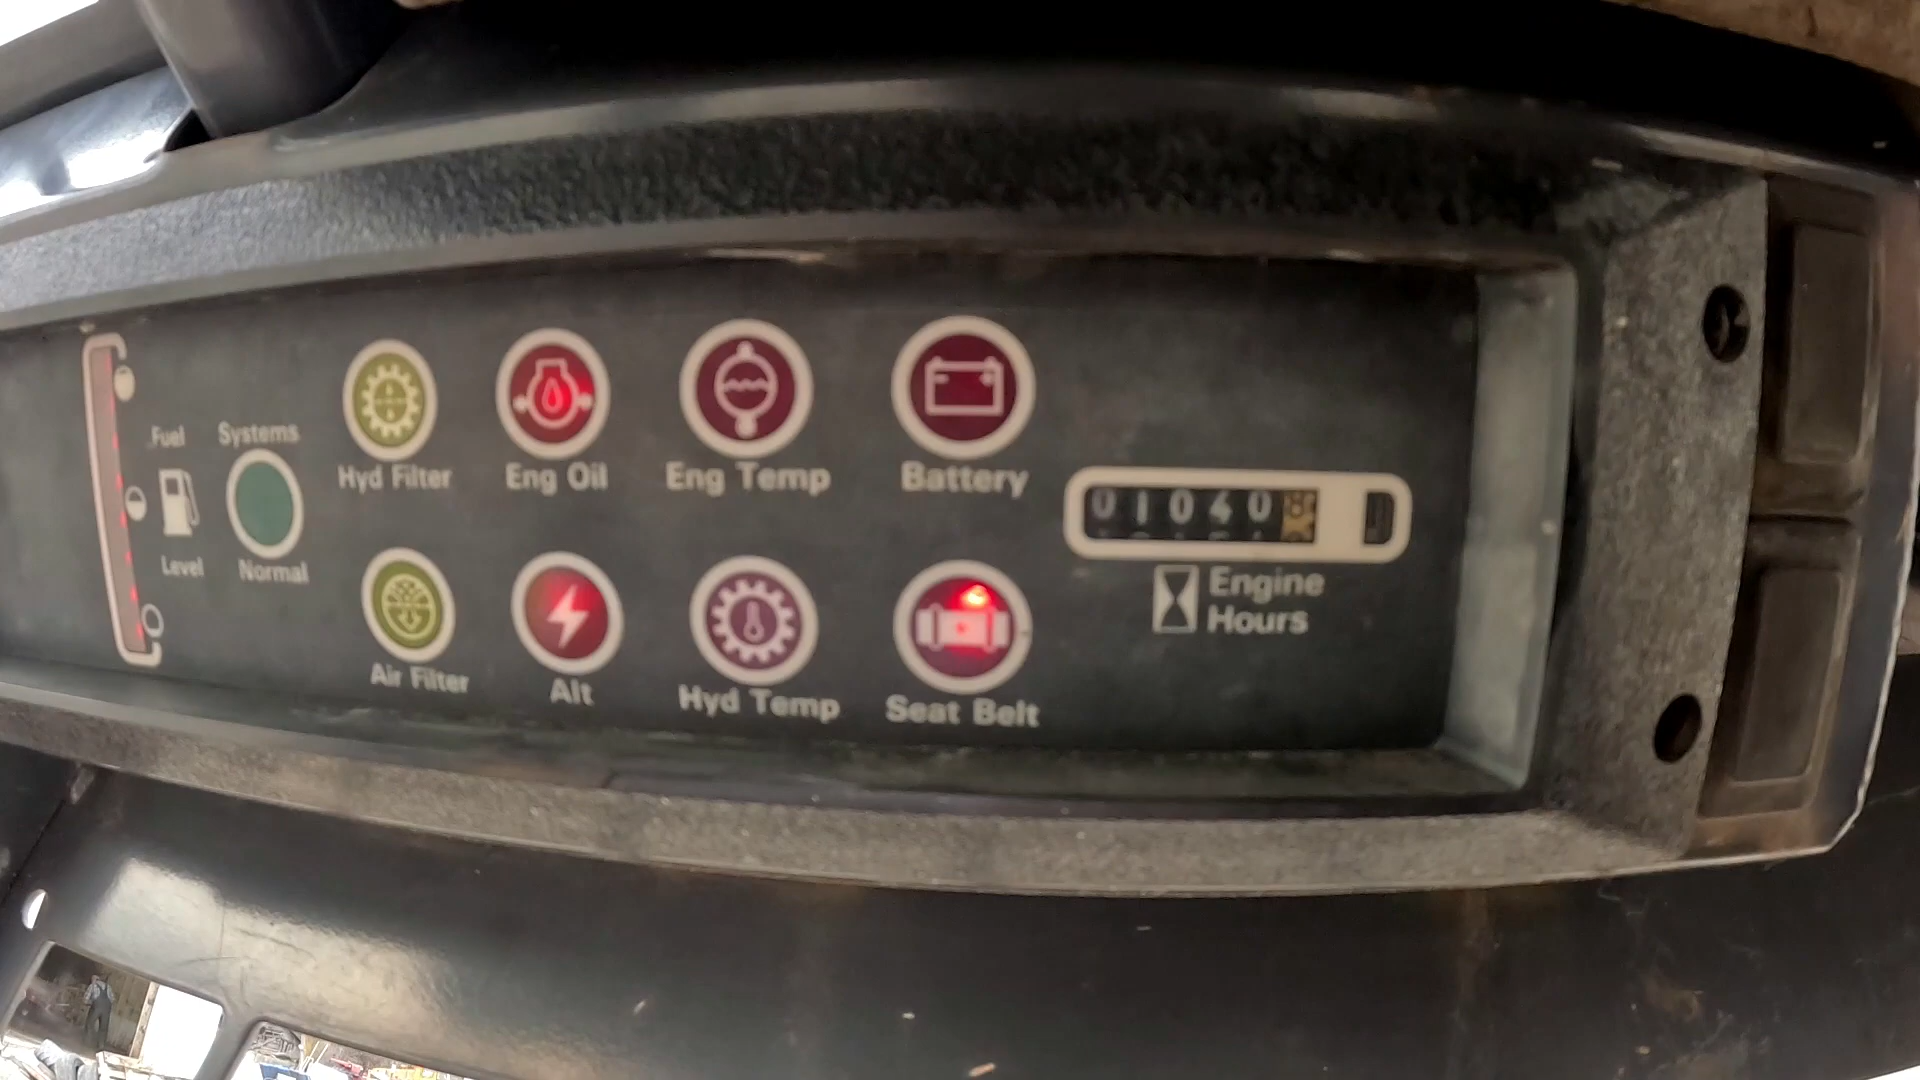 Fuel
Level
Systems
Normal
Hyd Filter
Eng Oil
Eng Temp
Battery
Air Filter
Alt
Hyd Temp
Seat Belt
01040
Engine
Hours